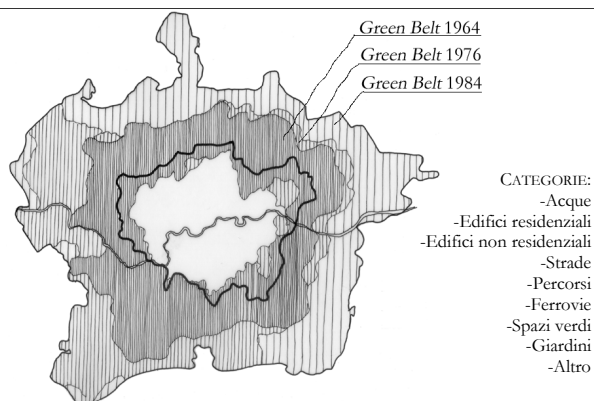 Green Belt 1964
Green Belt 1976
Green Belt 1984
CATEGORIE:
-Acque
-Edifici residenziali
-Edifici non residenziali
-Strade
-Percorsi
-Ferrovie
-Spazi verdi
-Giardini
-Altro